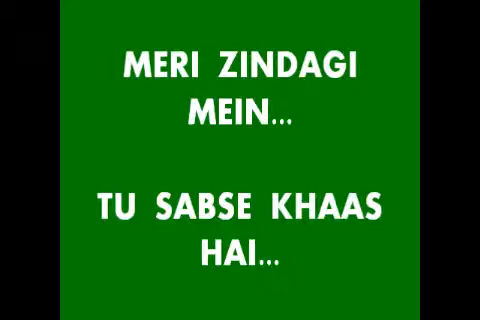 MERI ZINDAGI
MEIN...
TU SABSE KHAAS
HAI...